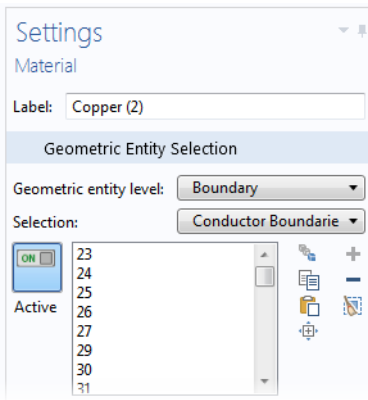 Settings
Material
Label: Copper (2)
Geometric Entity Selection
Geometric entity level: Boundary
Selection: Conductor Boundarie
ON
Active
23
24
25
26
27
29
30
31